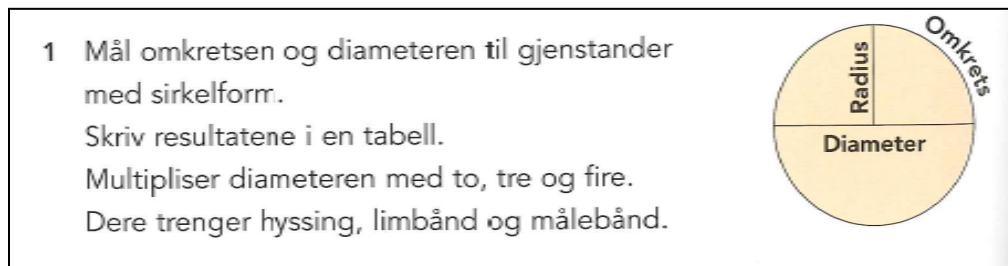 1 Mål omkretsen og diameteren til gjenstander
med sirkelform.
Skriv resultatene i en tabell.
Multipliser diameteren med to, tre og fire.
Dere trenger hyssing, limbånd og målebånd.
Omkrets
Radius
Diameter